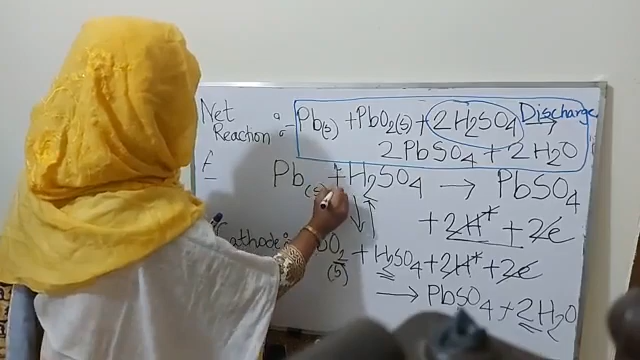 Net Reaction :- Pb(s) + PbO2(s) + 2H2SO4 Discharge →
2PbSO4 + 2H2O
Pb(s) + H2SO4 → PbSO4
+ 2H+ + 2e
Cathode: O2(s) + H2SO4 + 2H+ + 2e
→ PbSO4 + 2H2O